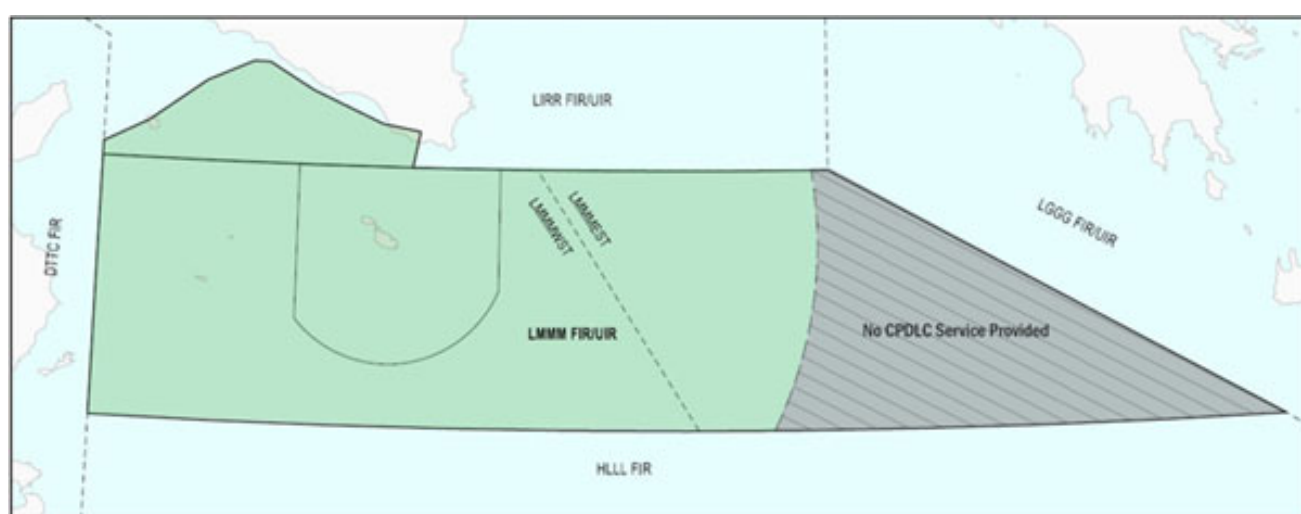 LIRR FIR/UIR
DTTC FIR
LMMMWST
LMMMEST
LGGG FIR/UIR
LMMM FIR/UIR
No CPDLC Service Provided
HLLL FIR